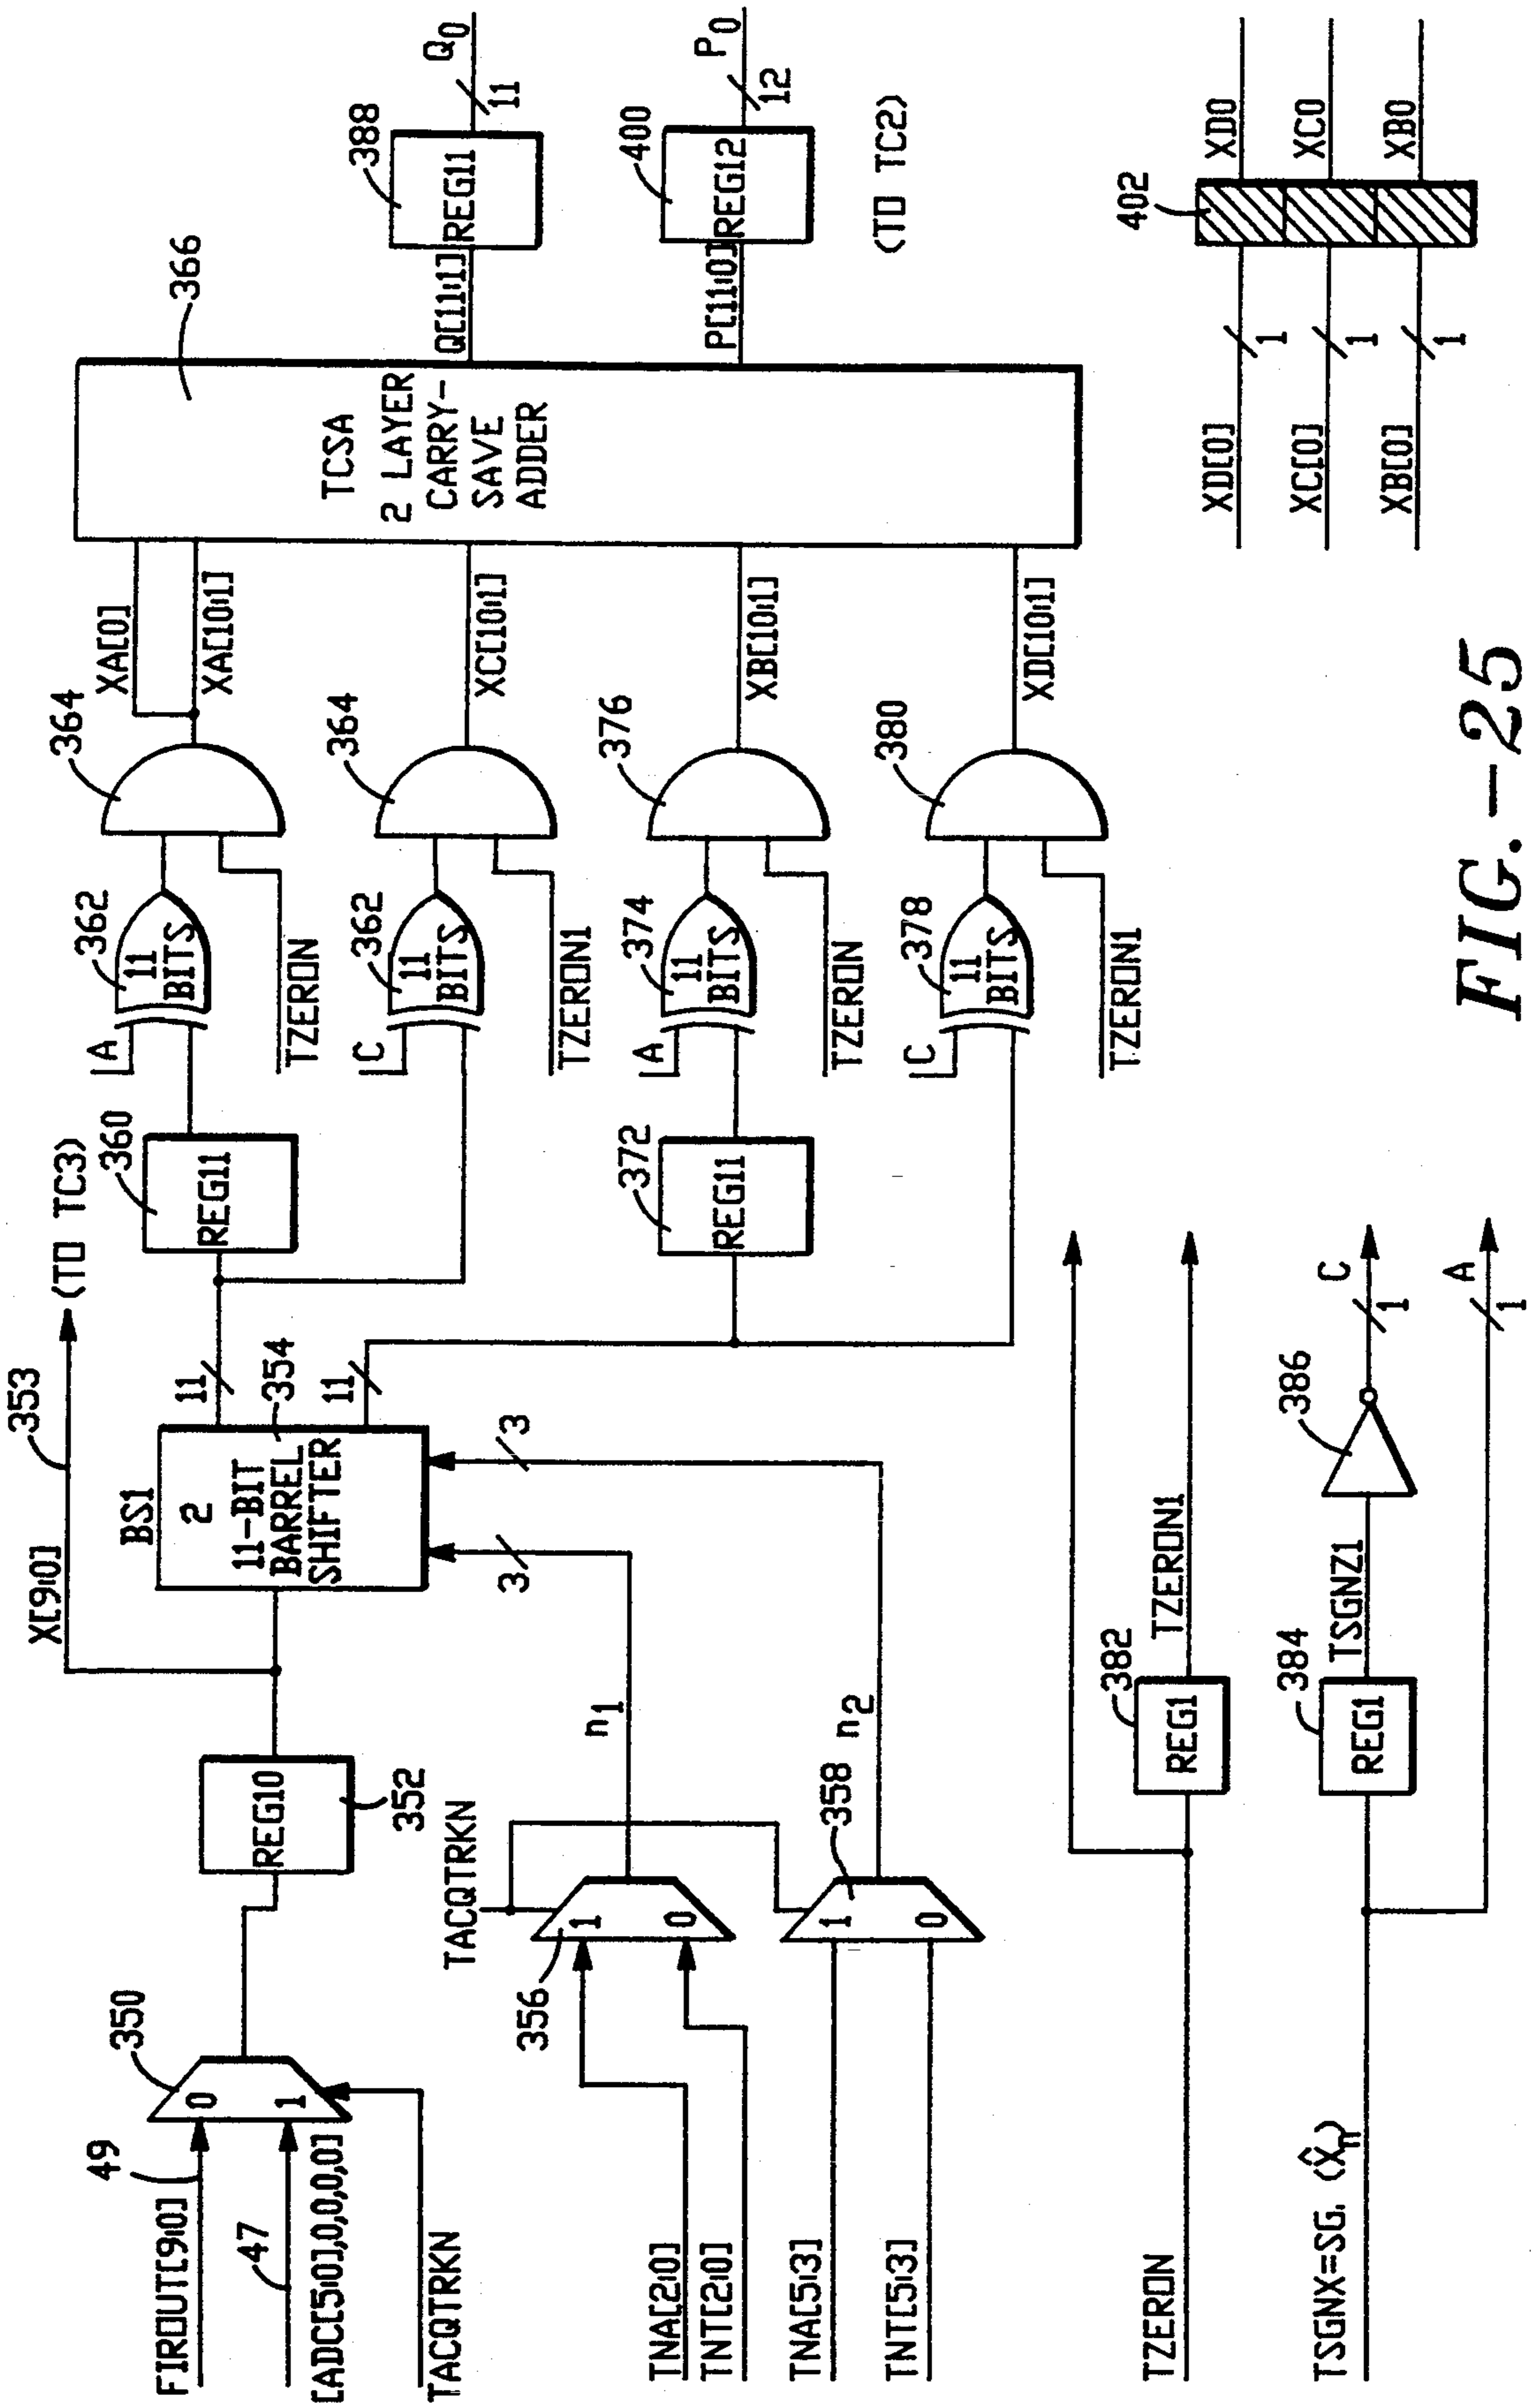 FIROUT[9:0]
49
47
[ADC[5:0],0,0,0,0]
TACQTRKN
350
0
1
REG10
352
X[9:0]
353
(TO TC3)
BS1
2
11-BIT
BARREL
SHIFTER
354
11
11
3
3
TACQTRKN
356
1
0
n1
358
1
0
n2
TNA[2:0]
TNT[2:0]
TNA[5:3]
TNT[5:3]
360
REG11
372
REG11
A
362
11
BITS
TZERON
364
XA[0]
XA[10:1]
C
362
11
BITS
TZERON1
364
XC[10:1]
A
374
11
BITS
TZERON
376
XB[10:1]
C
378
11
BITS
TZERON1
380
XD[10:1]
366
TCSA
2 LAYER
CARRY-
SAVE
ADDER
Q[11:1]
388
REG11
Q0
11
P[11:0]
400
REG12
P0
12
(TO TC2)
TZERON
382
REG1
TZERON1
TSGNX=SG. (X̂n)
384
REG1
TSGNZ1
386
C
1
A
1
402
XD[0]
1
XD0
XC[0]
1
XC0
XB[0]
1
XB0
FIG.-25